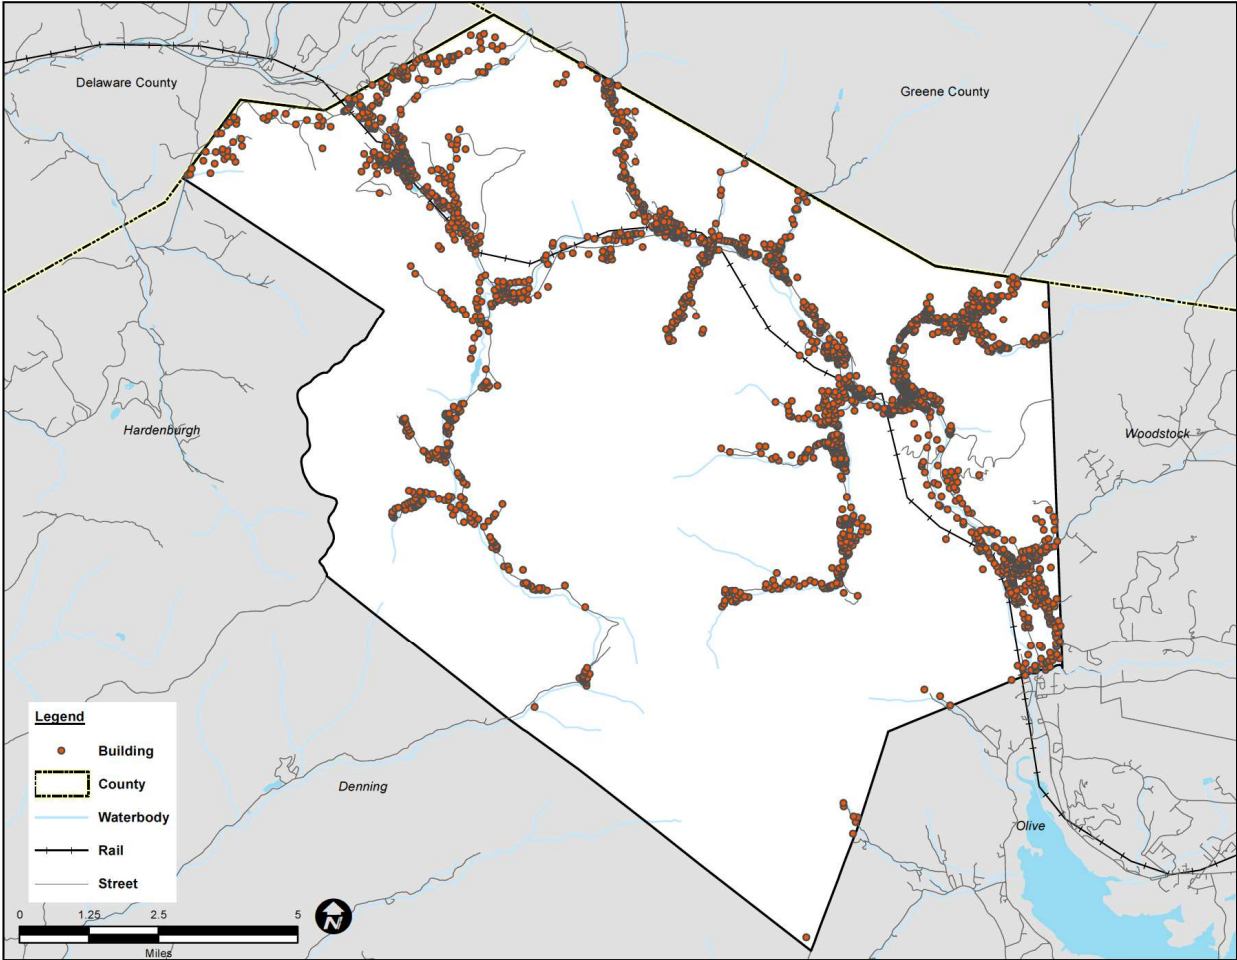 Delaware County
Greene County
Hardenburgh
Woodstock
Legend
Building
County
Waterbody
Rail
Street
Denning
Olive
0 1.25 2.5 5
Miles
N